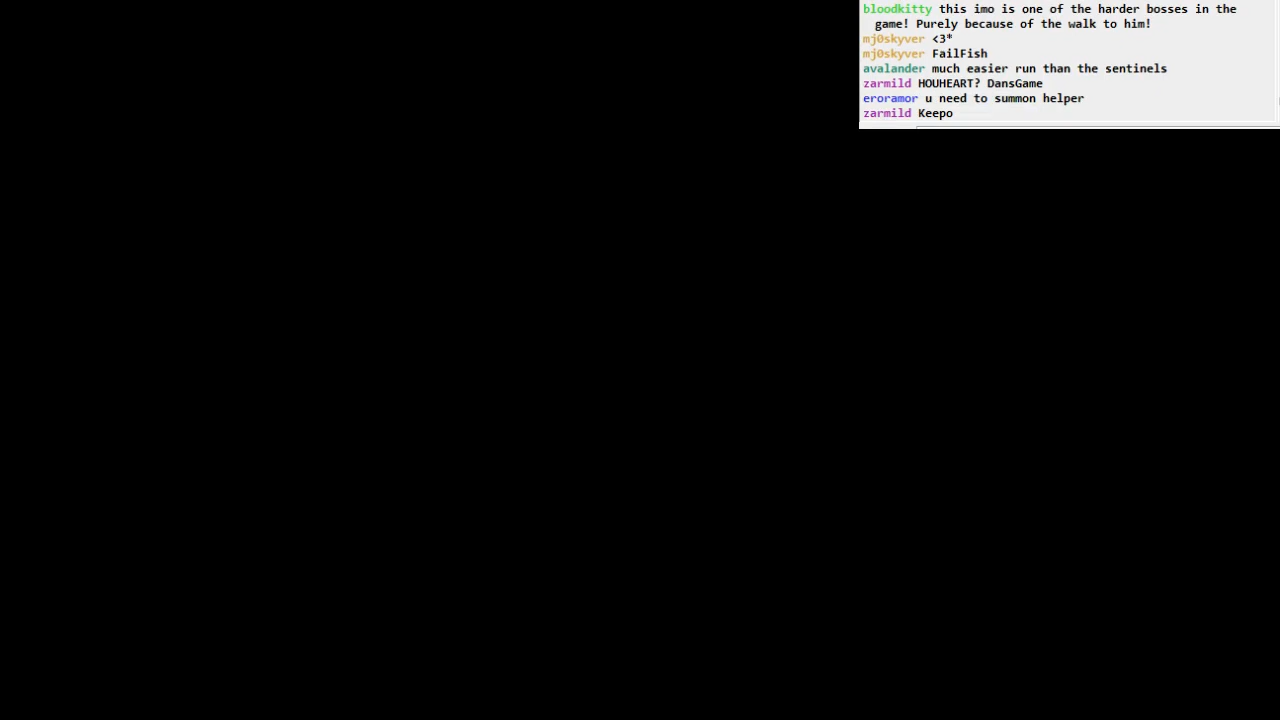 bloodkitty this imo is one of the harder bosses in the
game! Purely because of the walk to him!
mj0skyver <3*
mj0skyver FailFish
avalander much easier run than the sentinels
zarmild HOUHEART? DansGame
eroramor u need to summon helper
zarmild Keepo